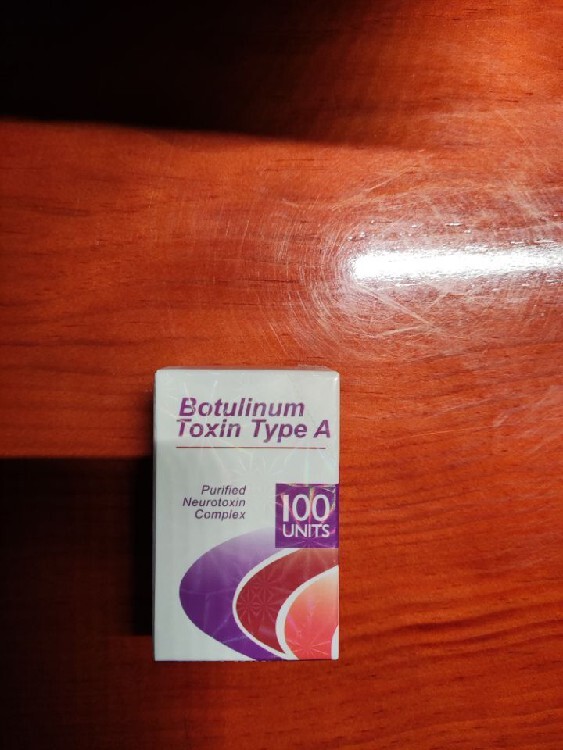 Botulinum
Toxin Type A
Purified
Neurotoxin
Complex
100
UNITS